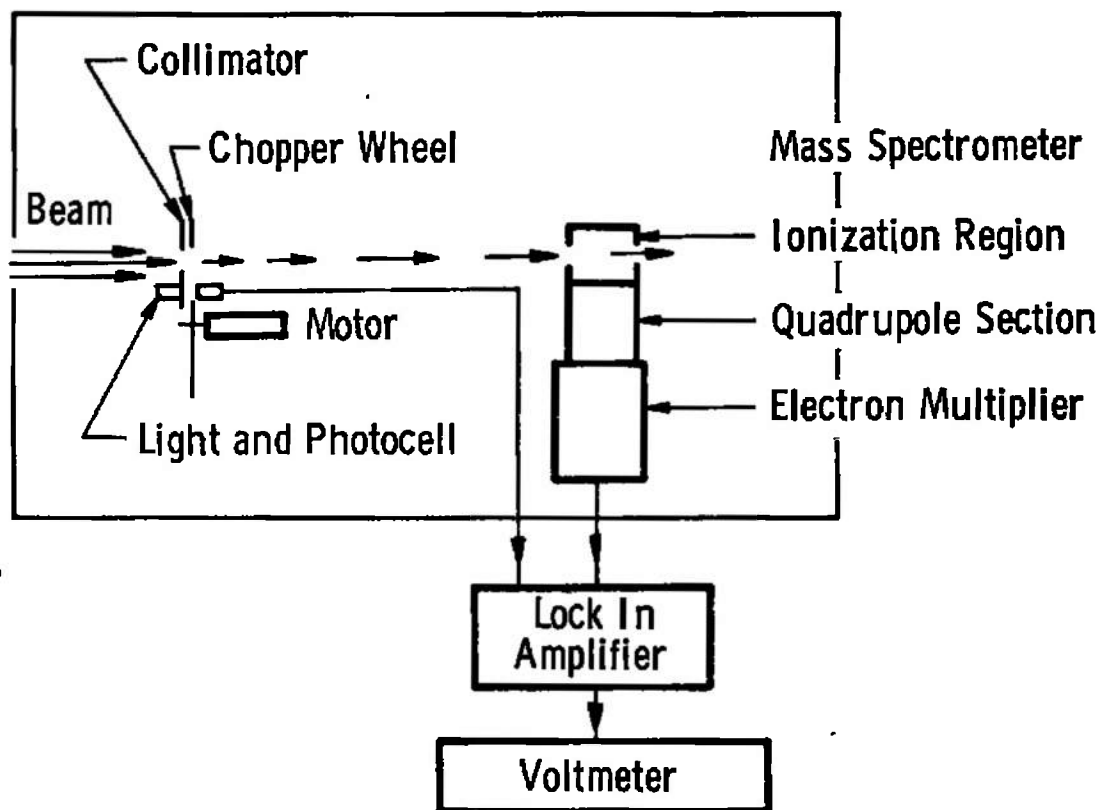 Collimator
Chopper Wheel
Mass Spectrometer
Beam
Ionization Region
Motor
Quadrupole Section
Electron Multiplier
Light and Photocell
Lock In
Amplifier
Voltmeter